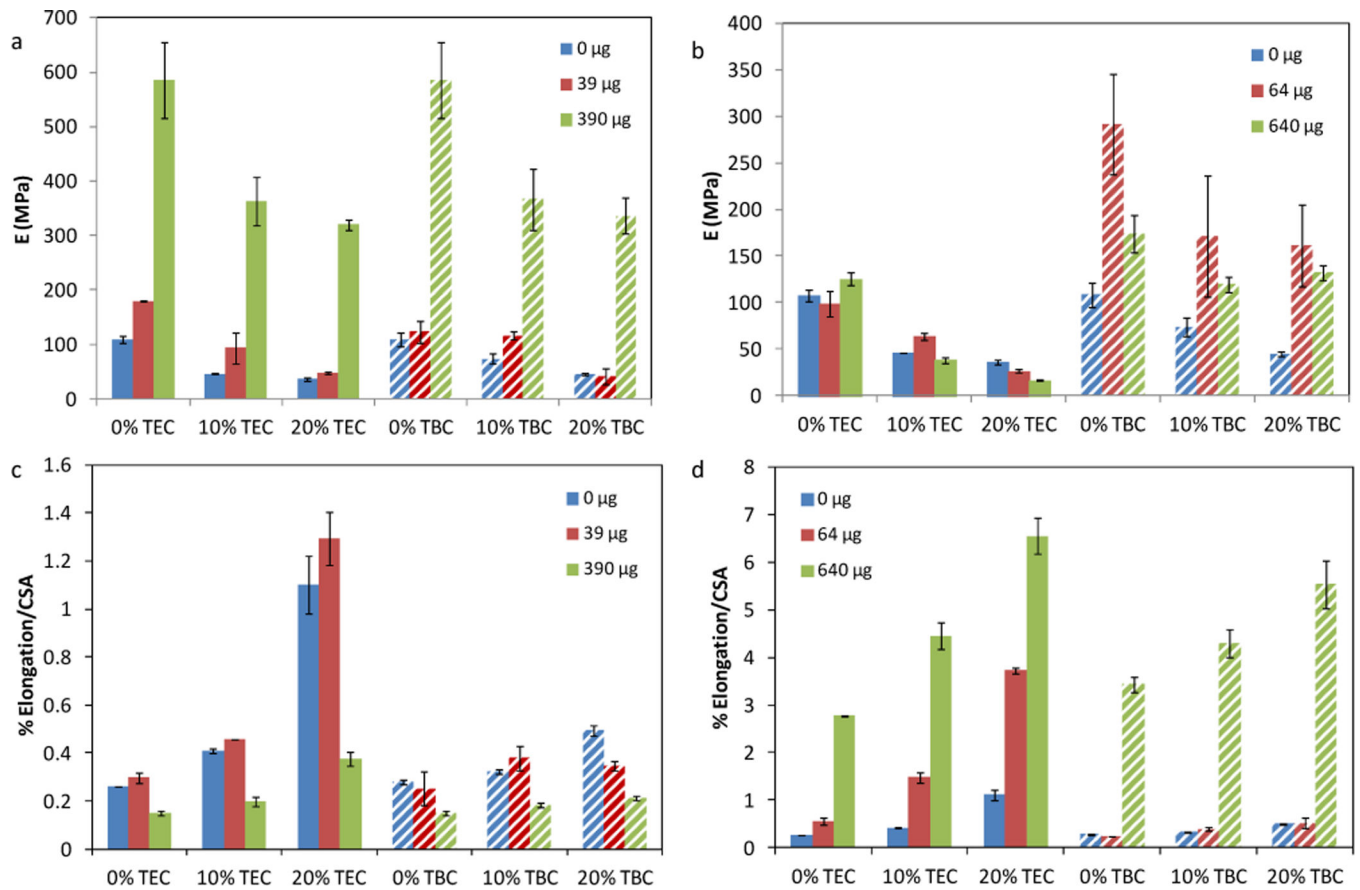 a
700
600
500
400
300
200
100
0
E (MPa)
0 µg
39 µg
390 µg
0% TEC 10% TEC 20% TEC 0% TBC 10% TBC 20% TBC
b
400
350
300
250
200
150
100
50
0
E (MPa)
0 µg
64 µg
640 µg
0% TEC 10% TEC 20% TEC 0% TBC 10% TBC 20% TBC
c
1.6
1.4
1.2
1
0.8
0.6
0.4
0.2
0
% Elongation/CSA
0 µg
39 µg
390 µg
0% TEC 10% TEC 20% TEC 0% TBC 10% TBC 20% TBC
d
8
7
6
5
4
3
2
1
0
% Elongation/CSA
0 µg
64 µg
640 µg
0% TEC 10% TEC 20% TEC 0% TBC 10% TBC 20% TBC